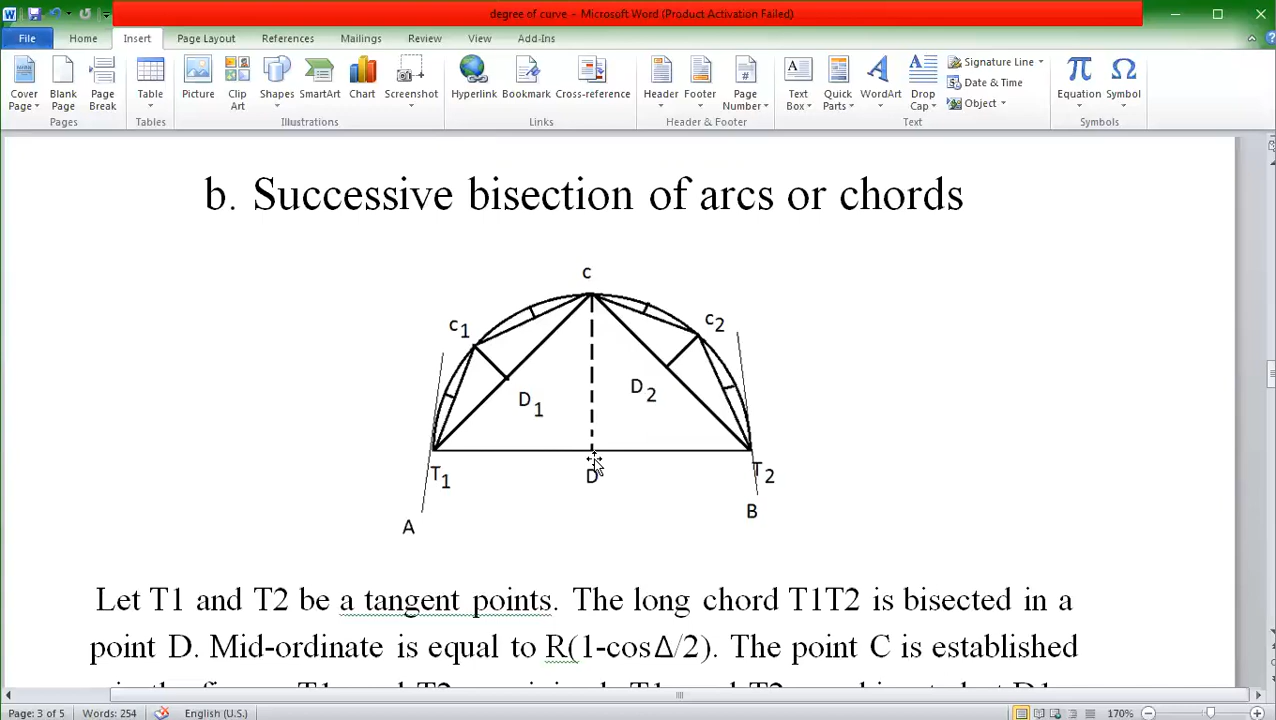 degree of curve - Microsoft Word (Product Activation Failed)
File Home Insert Page Layout References Mailings Review View Add-Ins
Cover Page Blank Page Page Break Table Picture Clip Art Shapes SmartArt Chart Screenshot Hyperlink Bookmark Cross-reference Header Footer Page Number Text Box Quick Parts WordArt Drop Cap Signature Line Date & Time Object Equation Symbol
Pages Tables Illustrations Links Header & Footer Text Symbols
b. Successive bisection of arcs or chords
c
c1
c2
D1
D2
T1
D
T2
A
B
Let T1 and T2 be a tangent points. The long chord T1T2 is bisected in a
point D. Mid-ordinate is equal to R(1-cosΔ/2). The point C is established
Page: 3 of 5 Words: 254 English (U.S.) 170%